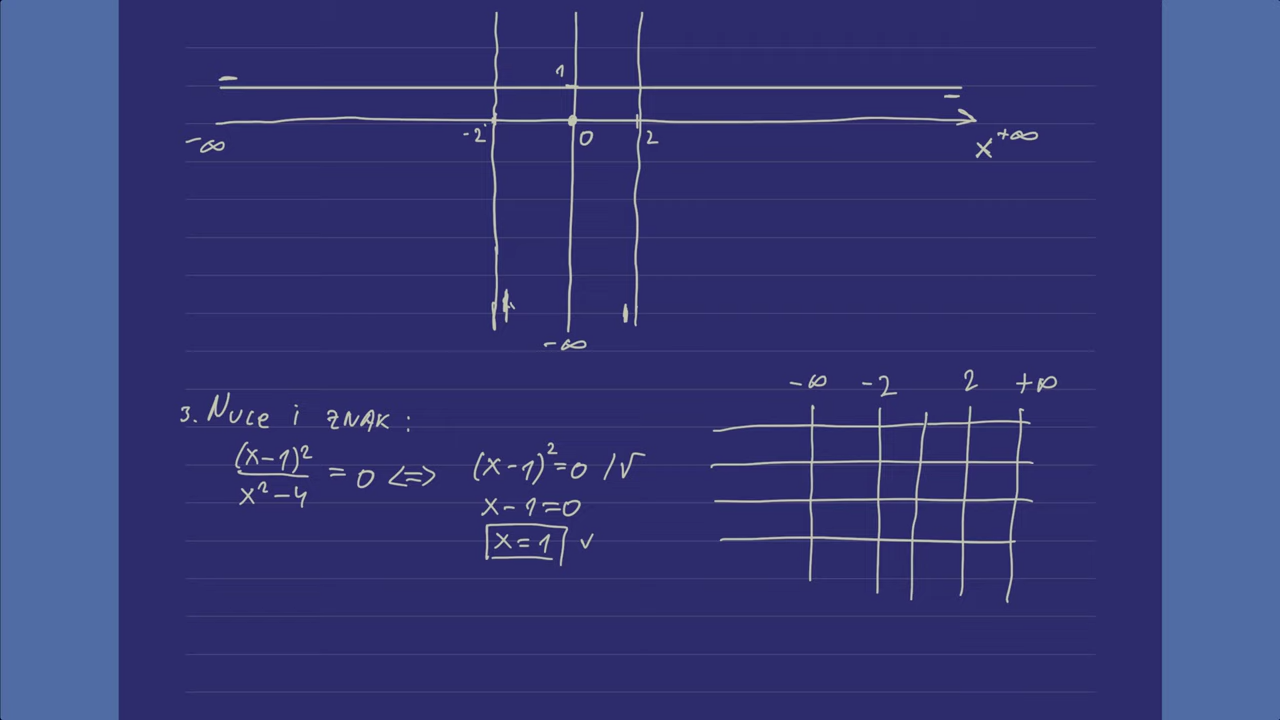 1
-∞ -2 0 2 x +∞
-∞
3. Nuce i ZNAK:
(x-1)²/x²-4 = 0 <=> (x-1)²=0 /√
x-1=0
x=1 v
-∞ -2 2 +∞